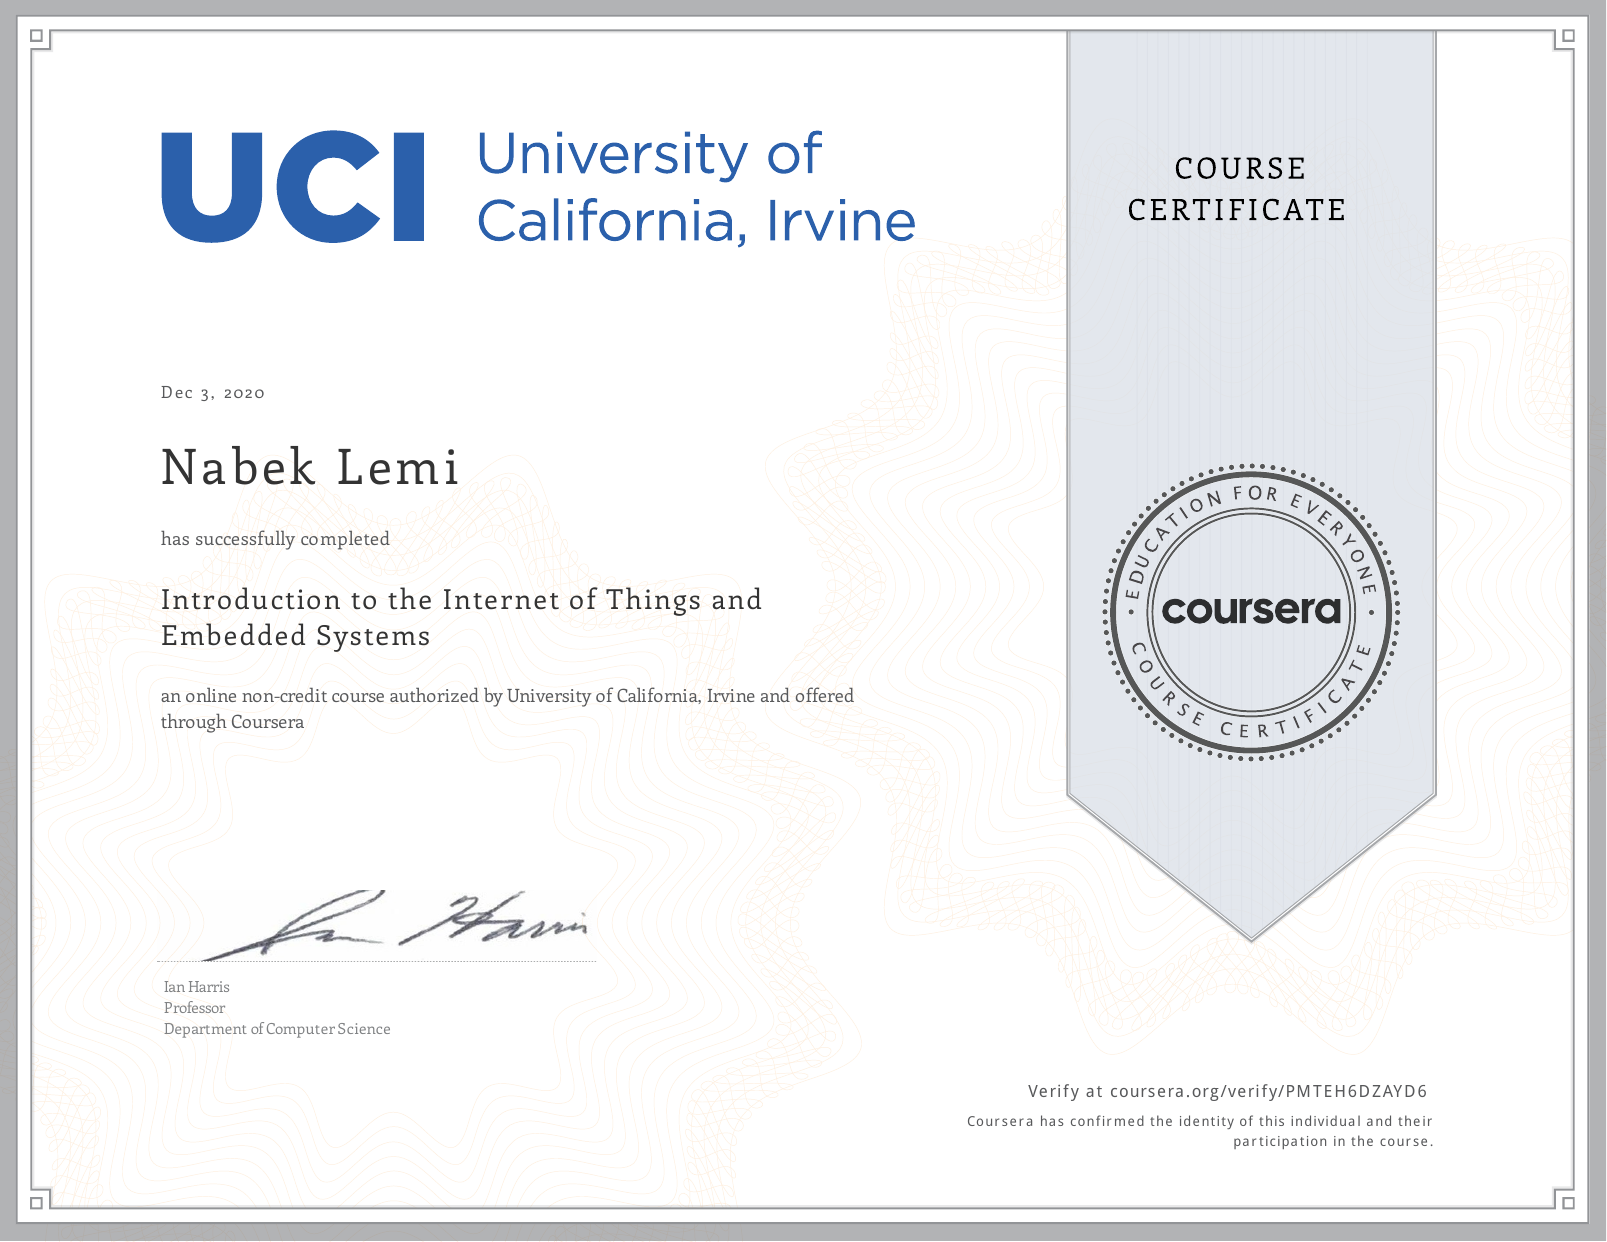 UCI
University of
California, Irvine
COURSE
CERTIFICATE
Dec 3, 2020
Nabek Lemi
has successfully completed
Introduction to the Internet of Things and
Embedded Systems
an online non-credit course authorized by University of California, Irvine and offered
through Coursera
EDUCATION FOR EVERYONE
coursera
COURSE CERTIFICATE
Ian Harris
Ian Harris
Professor
Department of Computer Science
Verify at coursera.org/verify/PMTEH6DZAYD6
Coursera has confirmed the identity of this individual and their
participation in the course.